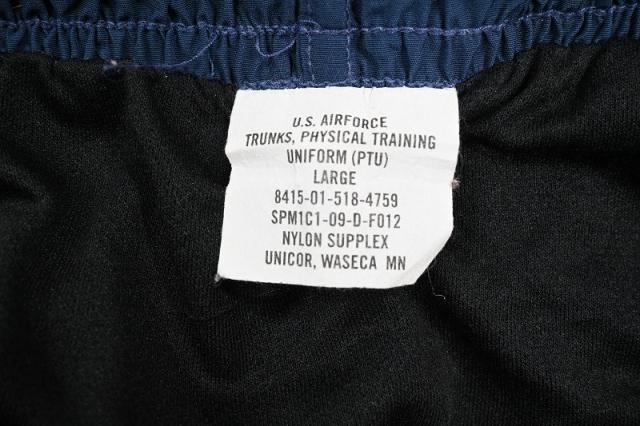 U.S. AIRFORCE
TRUNKS, PHYSICAL TRAINING
UNIFORM (PTU)
LARGE
8415-01-518-4759
SPM1C1-09-D-F012
NYLON SUPPLEX
UNICOR, WASECA MN